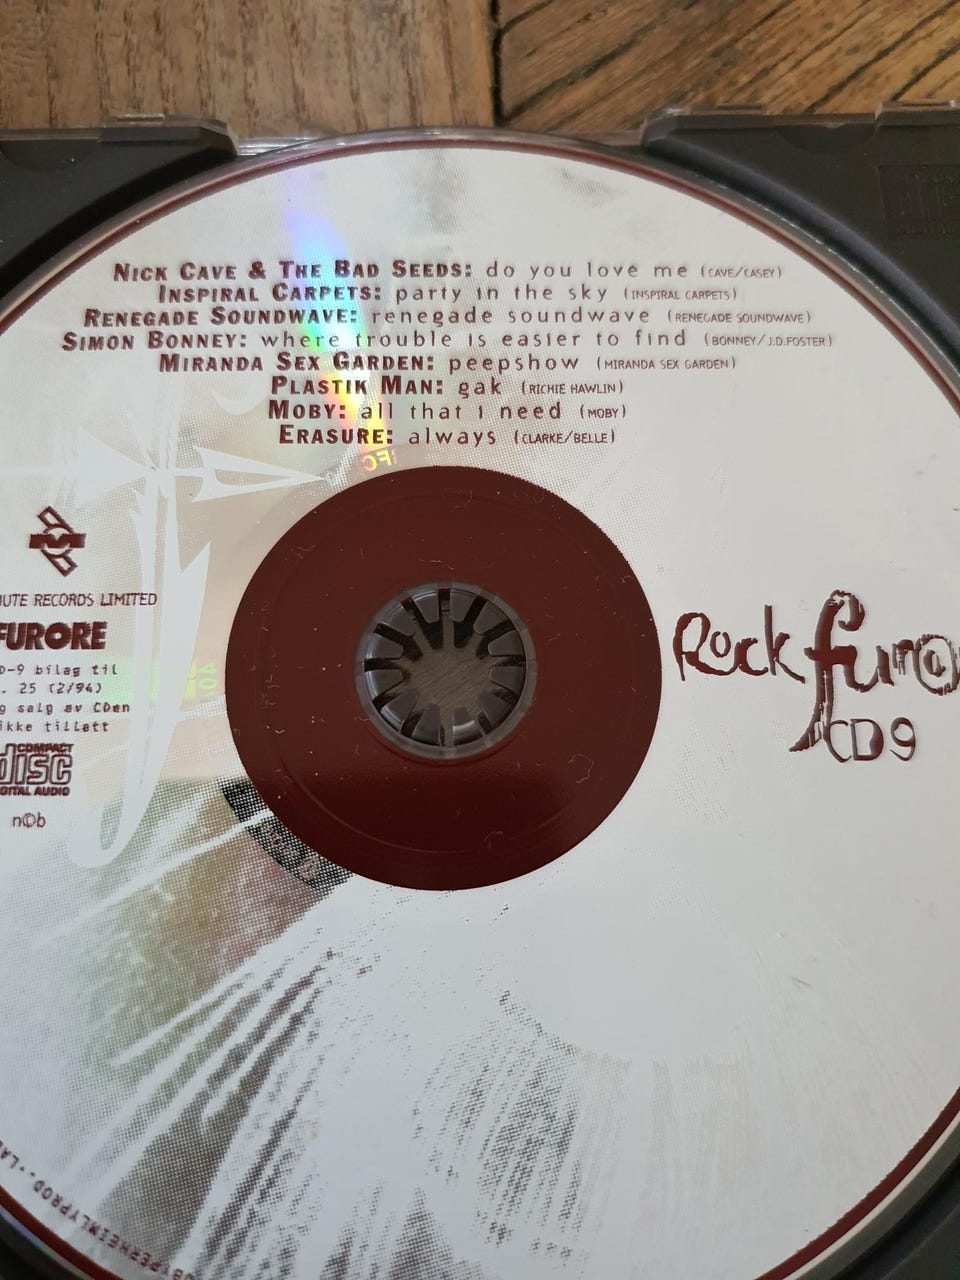 NICK CAVE & THE BAD SEEDS: do you love me (CAVE/CASEY)
INSPIRAL CARPETS: party in the sky (INSPIRAL CARPETS)
RENEGADE SOUNDWAVE: renegade soundwave (RENEGADE SOUNDWAVE)
SIMON BONNEY: where trouble is easier to find (BONNEY/J.D.FOSTER)
MIRANDA SEX GARDEN: peepshow (MIRANDA SEX GARDEN)
PLASTIK MAN: gak (RICHIE HAWLIN)
MOBY: all that i need (MOBY)
ERASURE: always (CLARKE/BELLE)
UTE RECORDS LIMITED
FURORE
D-9 bilag til
. 25 (2/94)
g salg av CDen
ikke tillatt
COMPACT
disc
DIGITAL AUDIO
n©b
Rock furo
CD9